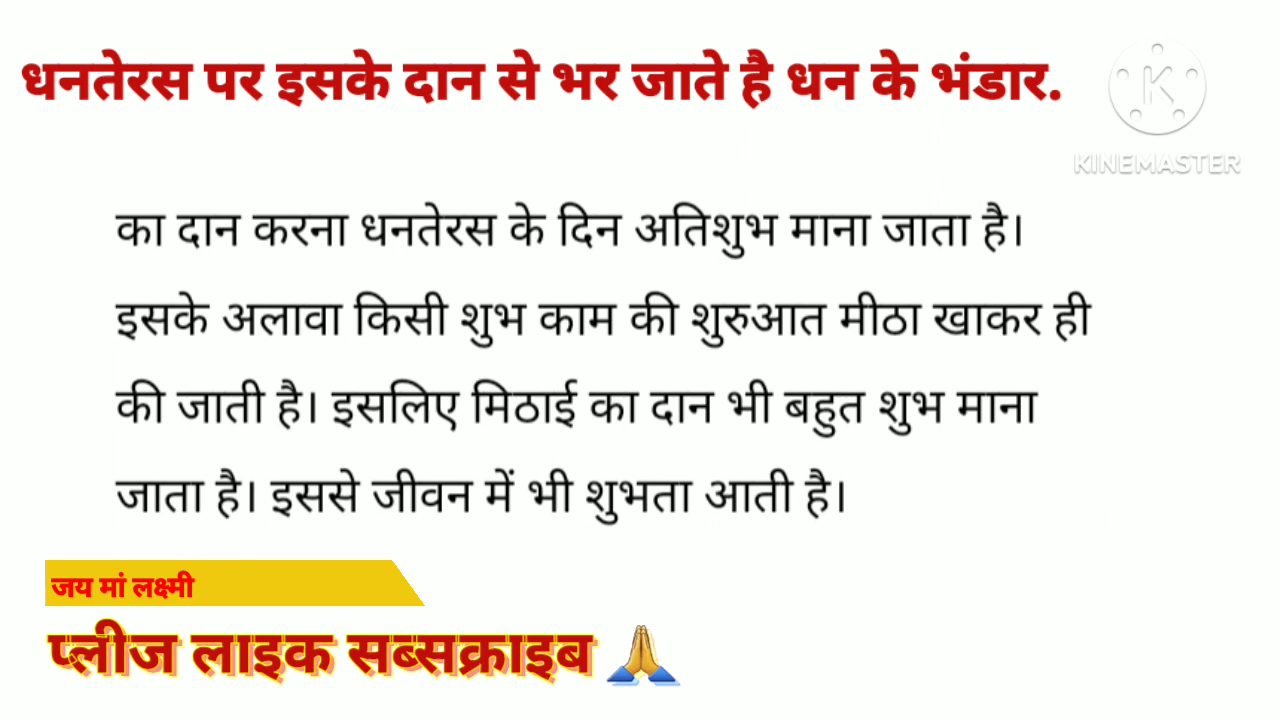 धनतेरस पर इसके दान से भर जाते है धन के भंडार.
KINEMASTER
का दान करना धनतेरस के दिन अतिशुभ माना जाता है।
इसके अलावा किसी शुभ काम की शुरुआत मीठा खाकर ही
की जाती है। इसलिए मिठाई का दान भी बहुत शुभ माना
जाता है। इससे जीवन में भी शुभता आती है।
जय मां लक्ष्मी
प्लीज लाइक सब्सक्राइब 🙏